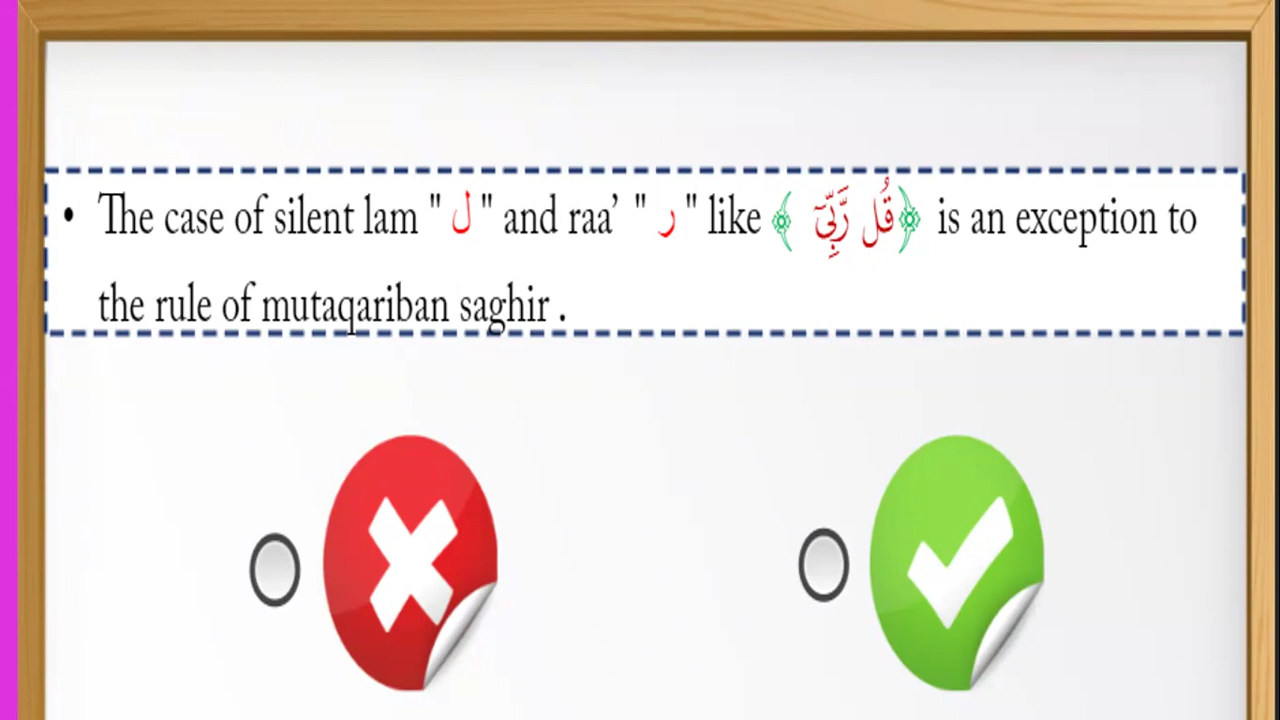 • The case of silent lam " ل " and raa’ " ر " like ﴿ قُل رَّبِّىٓ ﴾ is an exception to
the rule of mutaqariban saghir .